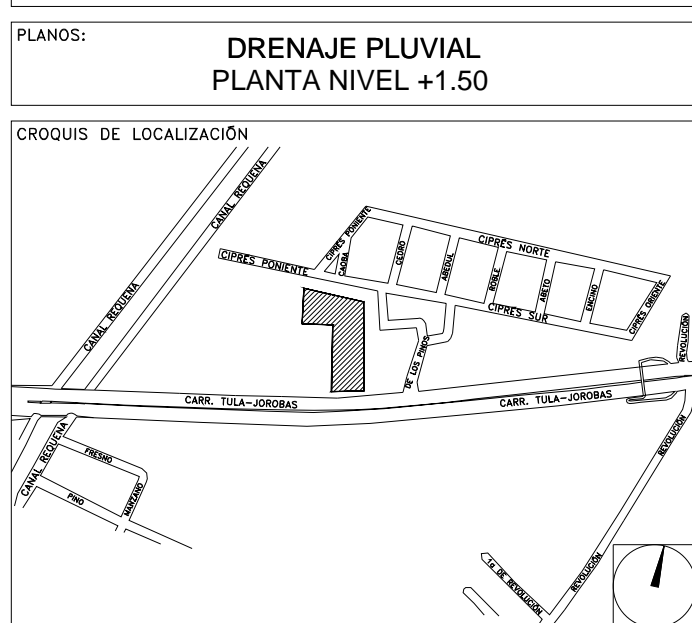 PLANOS:
DRENAJE PLUVIAL
PLANTA NIVEL +1.50
CROQUIS DE LOCALIZACIÓN
CANAL REQUENA
CANAL REQUENA
CIPRES PONIENTE
CIPRES PONIENTE
CAOBA
CEDRO
ABEDUL
ROBLE
ABETO
ENCINO
CIPRES NORTE
CIPRES SUR
CIPRES ORIENTE
REVOLUCIÓN
DE LOS PINOS
CARR. TULA-JOROBAS
CARR. TULA-JOROBAS
CANAL REQUENA
FRESNO
PINO
MANZANO
REVOLUCIÓN
REVOLUCIÓN
1a DE REVOLUCIÓN